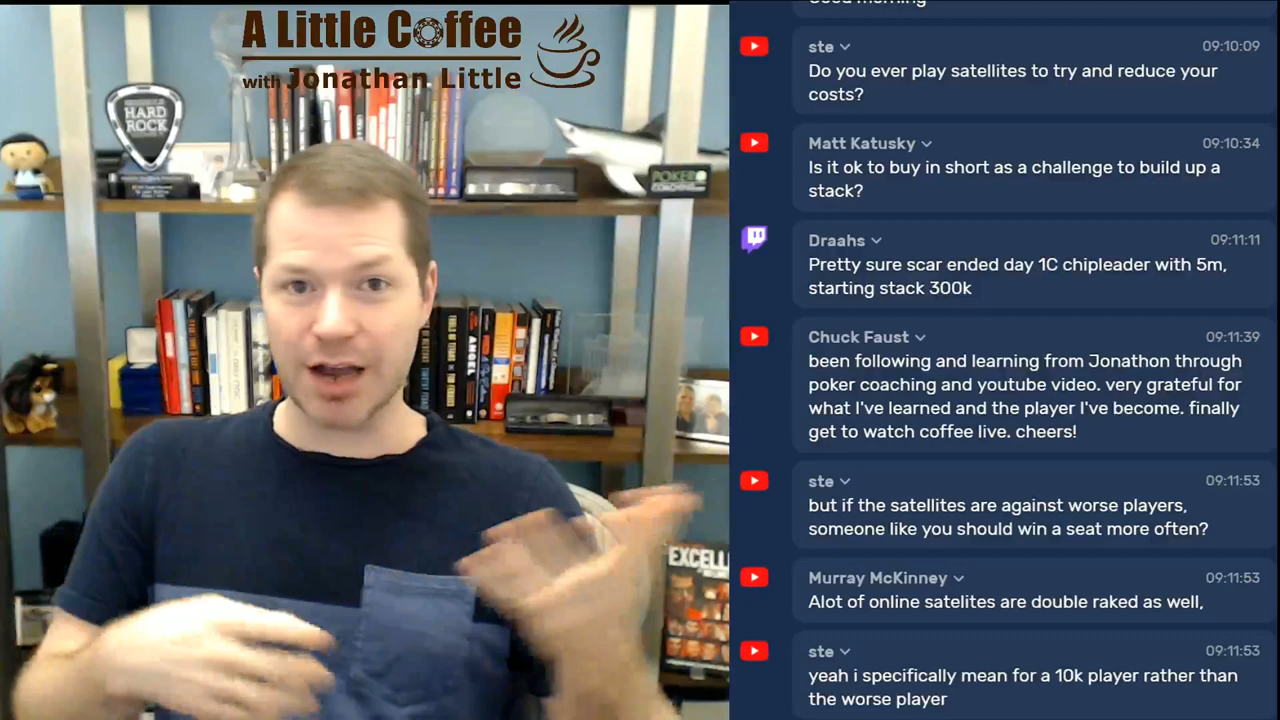 A Little Coffee
with Jonathan Little
HARD
ROCK
POKER
COACHING
EXCELL
ANGEL
Good morning
ste
09:10:09
Do you ever play satellites to try and reduce your
costs?
Matt Katusky
09:10:34
Is it ok to buy in short as a challenge to build up a
stack?
Draahs
09:11:11
Pretty sure scar ended day 1C chipleader with 5m,
starting stack 300k
Chuck Faust
09:11:39
been following and learning from Jonathon through
poker coaching and youtube video. very grateful for
what I've learned and the player I've become. finally
get to watch coffee live. cheers!
ste
09:11:53
but if the satellites are against worse players,
someone like you should win a seat more often?
Murray McKinney
09:11:53
Alot of online satelites are double raked as well,
ste
09:11:53
yeah i specifically mean for a 10k player rather than
the worse player